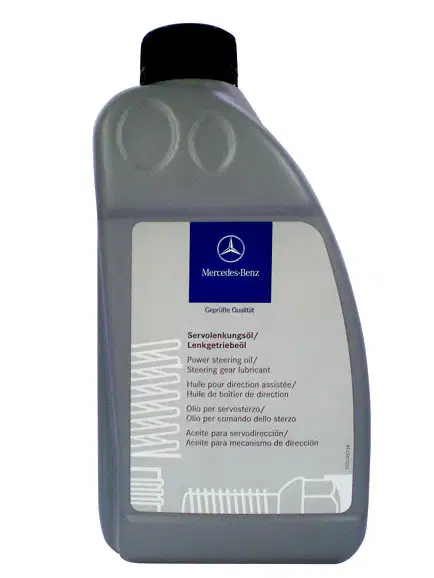 Mercedes-Benz
Geprüfte Qualität
Servolenkungsöl/
Lenkgetriebeöl
Power steering oil/
Steering gear lubricant
Huile pour direction assistée/
Huile de boîtier de direction
Olio per servosterzo/
Olio per comando dello sterzo
Aceite para servodirección/
Aceite para mecanismo de dirección